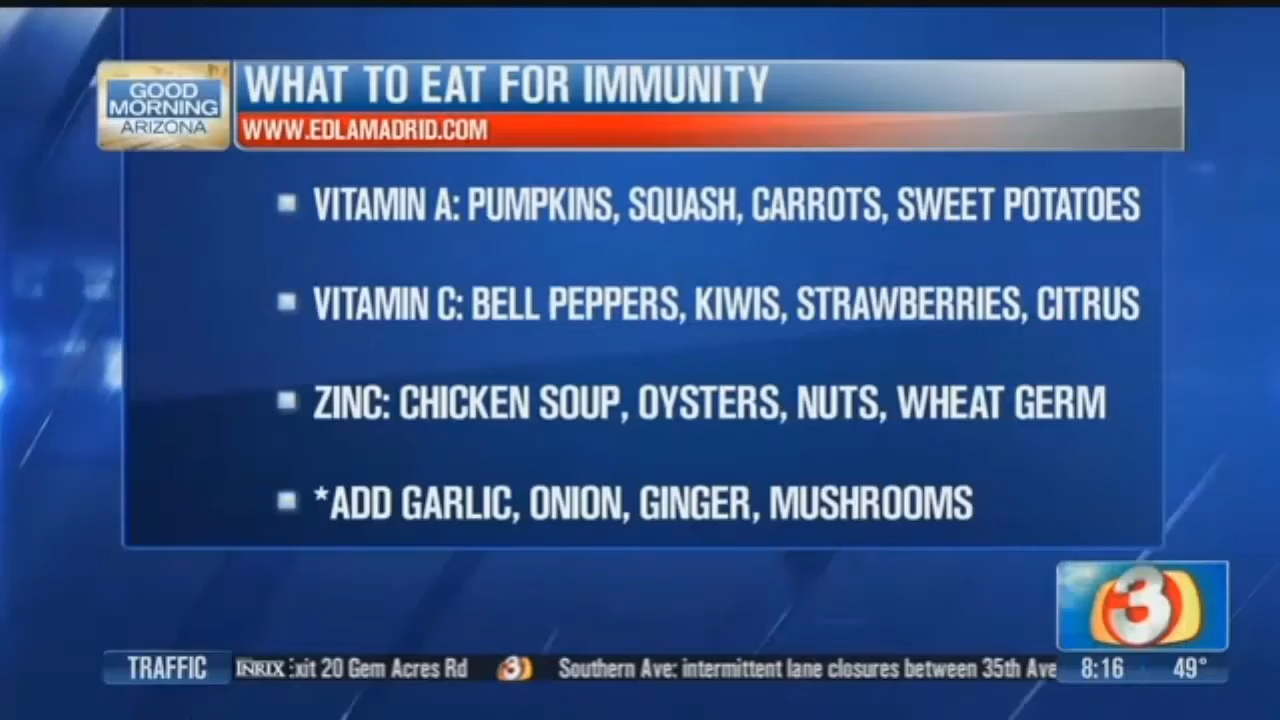 GOOD
MORNING
ARIZONA
WHAT TO EAT FOR IMMUNITY
WWW.EDLAMADRID.COM
VITAMIN A: PUMPKINS, SQUASH, CARROTS, SWEET POTATOES
VITAMIN C: BELL PEPPERS, KIWIS, STRAWBERRIES, CITRUS
ZINC: CHICKEN SOUP, OYSTERS, NUTS, WHEAT GERM
*ADD GARLIC, ONION, GINGER, MUSHROOMS
3
TRAFFIC INRIX xit 20 Gem Acres Rd 3 Southern Ave: intermittent lane closures between 35th Ave 8:16 49°